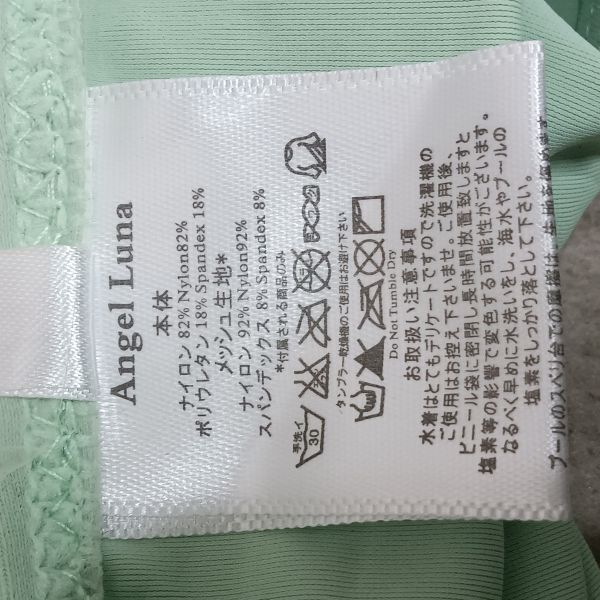 Angel Luna
本体
ナイロン 82% Nylon82%
ポリウレタン 18% Spandex 18%
メッシュ生地*
ナイロン 92% Nylon92%
スパンデックス 8% Spandex 8%
*付属される商品のみ
手洗イ
30
タンブラー乾燥機のご使用はお避け下さい
Do Not Tumble Dry
お取扱い注意事項
水着はとてもデリケートですので洗濯機の
ご使用はお控え下さいませ。ご使用後、
ビニール袋に密閉し長時間放置致しますと
塩素等の影響で変色する可能性がございます。
なるべく早めに水洗いをし、海水やプールの
塩素をしっかり落として下さい。
プールのスベリ台での摩擦は、生地を